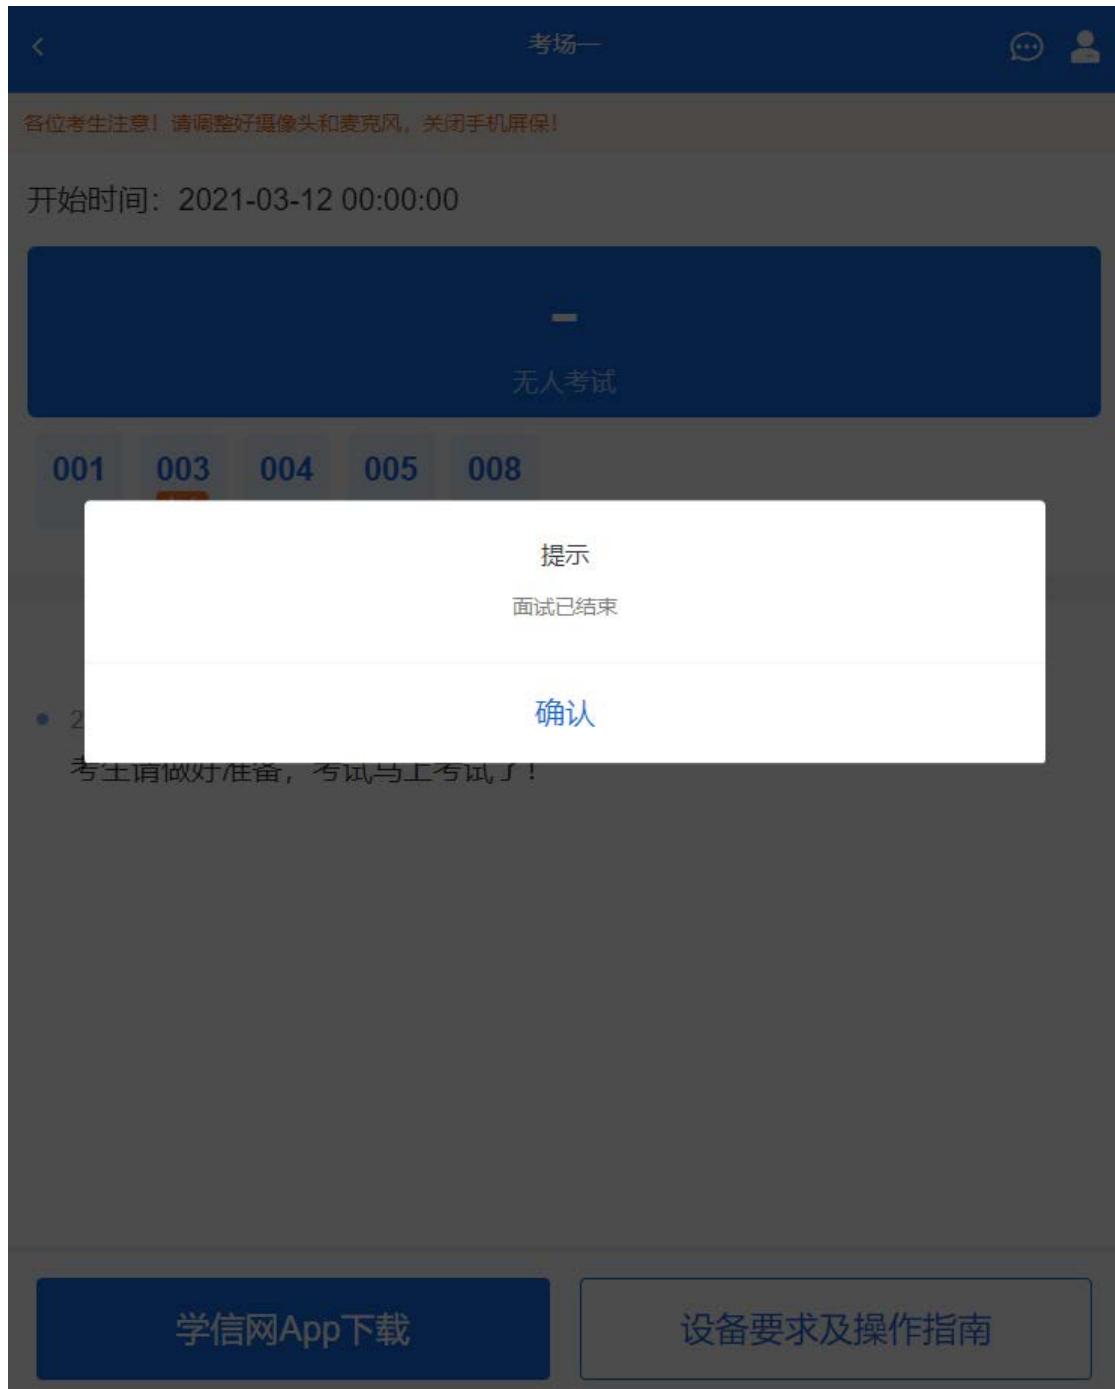 考场一
各位考生注意！请调整好摄像头和麦克风，关闭手机屏保！
开始时间：2021-03-12 00:00:00
-
无人考试
001 003 004 005 008
提示
面试已结束
确认
2
考生请做好准备，考试马上考试了！
学信网App下载 设备要求及操作指南